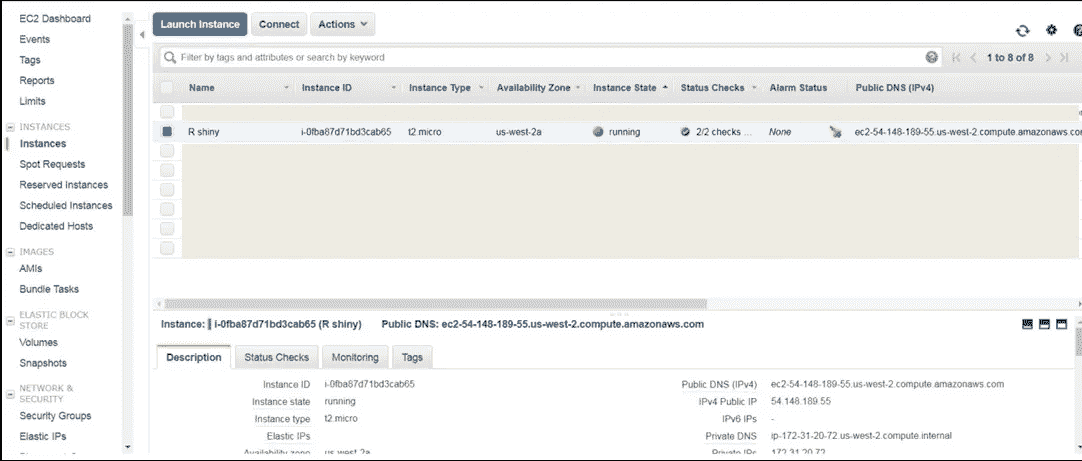 EC2 Dashboard
Events
Tags
Reports
Limits
INSTANCES
Instances
Spot Requests
Reserved Instances
Scheduled Instances
Dedicated Hosts
IMAGES
AMIs
Bundle Tasks
ELASTIC BLOCK
STORE
Volumes
Snapshots
NETWORK &
SECURITY
Security Groups
Elastic IPs
Launch Instance Connect Actions
Filter by tags and attributes or search by keyword
1 to 8 of 8
Name Instance ID Instance Type Availability Zone Instance State Status Checks Alarm Status Public DNS (IPv4)
R shiny i-0fba87d71bd3cab65 t2.micro us-west-2a running 2/2 checks ... None ec2-54-148-189-55.us-west-2.compute.amazonaws.co
Instance: i-0fba87d71bd3cab65 (R shiny) Public DNS: ec2-54-148-189-55.us-west-2.compute.amazonaws.com
Description Status Checks Monitoring Tags
Instance ID i-0fba87d71bd3cab65 Public DNS (IPv4) ec2-54-148-189-55.us-west-2.compute.amazonaws.com
Instance state running IPv4 Public IP 54.148.189.55
Instance type t2.micro IPv6 IPs -
Elastic IPs Private DNS ip-172-31-20-72.us-west-2.compute.internal
Availability zone us-west-2a Private IPs 172.31.20.72